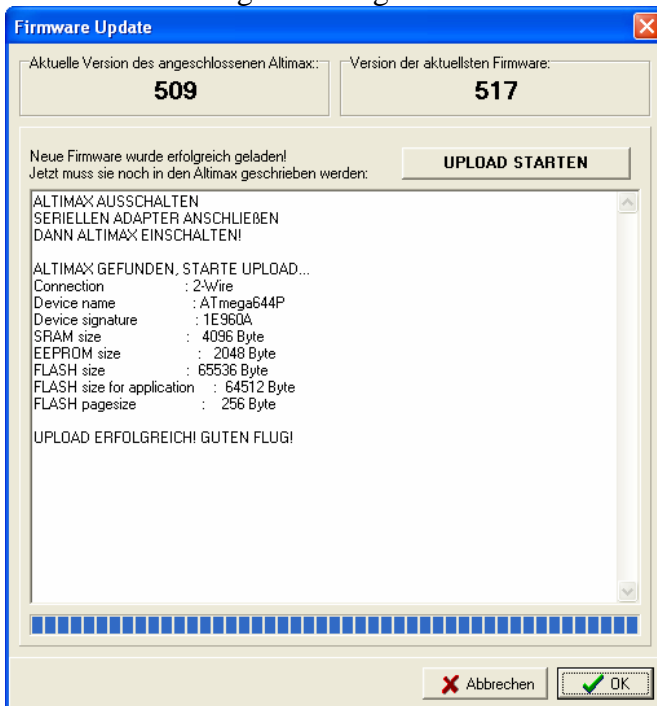 Firmware Update
Aktuelle Version des angeschlossenen Altimax::
509
Version der aktuellsten Firmware:
517
Neue Firmware wurde erfolgreich geladen!
Jetzt muss sie noch in den Altimax geschrieben werden:
UPLOAD STARTEN
ALTIMAX AUSSCHALTEN
SERIELLEN ADAPTER ANSCHLIEßEN
DANN ALTIMAX EINSCHALTEN!
ALTIMAX GEFUNDEN, STARTE UPLOAD...
Connection : 2-Wire
Device name : ATmega644P
Device signature : 1E960A
SRAM size : 4096 Byte
EEPROM size : 2048 Byte
FLASH size : 65536 Byte
FLASH size for application : 64512 Byte
FLASH pagesize : 256 Byte
UPLOAD ERFOLGREICH! GUTEN FLUG!
Abbrechen
OK